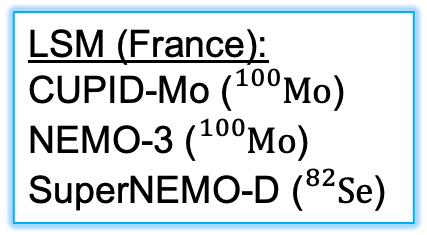 LSM (France):
CUPID-Mo (¹⁰⁰Mo)
NEMO-3 (¹⁰⁰Mo)
SuperNEMO-D (⁸²Se)